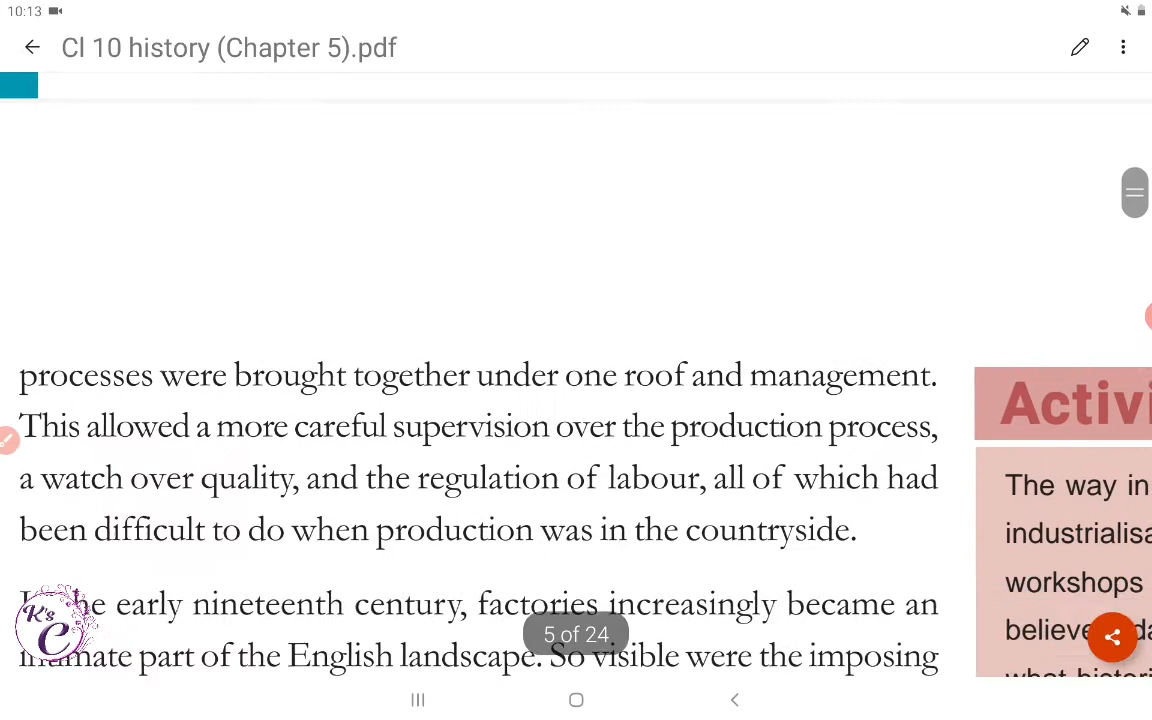 10:13
Cl 10 history (Chapter 5).pdf
processes were brought together under one roof and management.
This allowed a more careful supervision over the production process,
a watch over quality, and the regulation of labour, all of which had
been difficult to do when production was in the countryside.
early nineteenth century, factories increasingly became an
part of the English landscape. So visible were the imposing
5 of 24
K's
C
Activi
The way in
industrialisa
workshops
believe